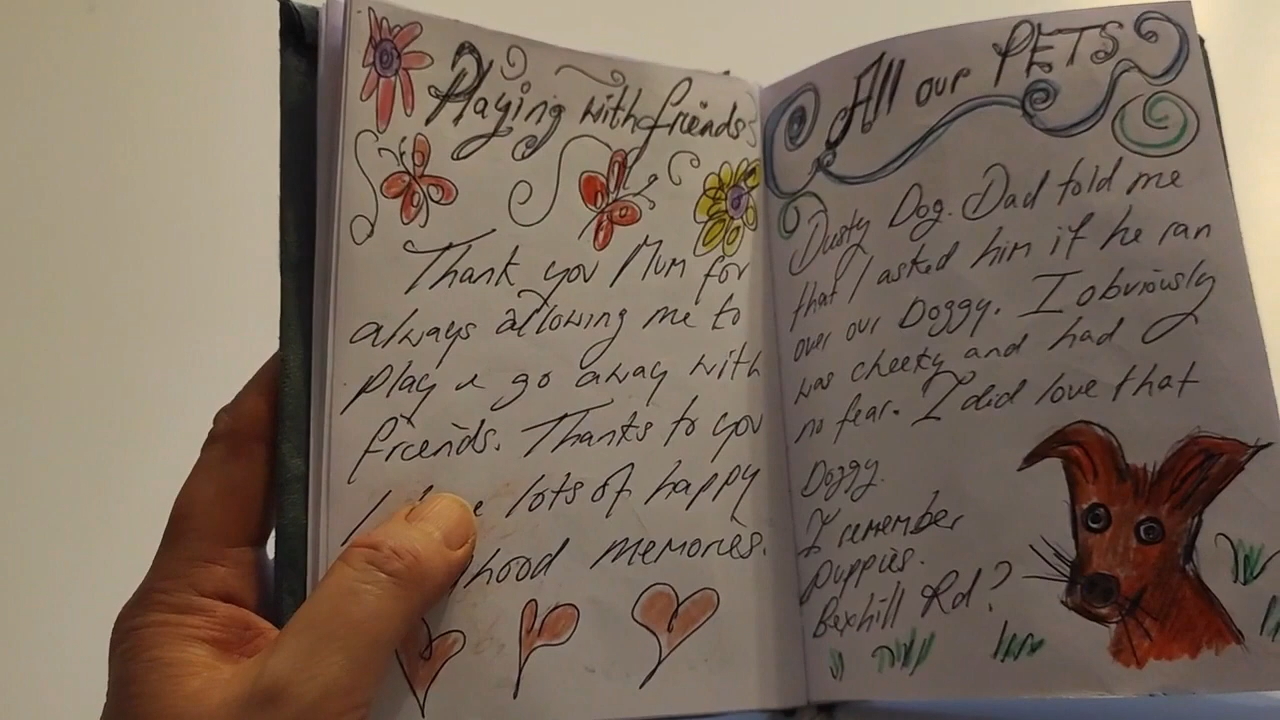 Playing with friends
Thank you Mum for
always allowing me to
play & go away with
friends. Thanks to you
I lots of happy
hood memories.
All our PETS
Dusty Dog. Dad told me
that I asked him if he ran
over our Doggy. I obviously
was cheeky and had
no fear. I did love that
Doggy.
I remember
puppies.
Bexhill Rd?